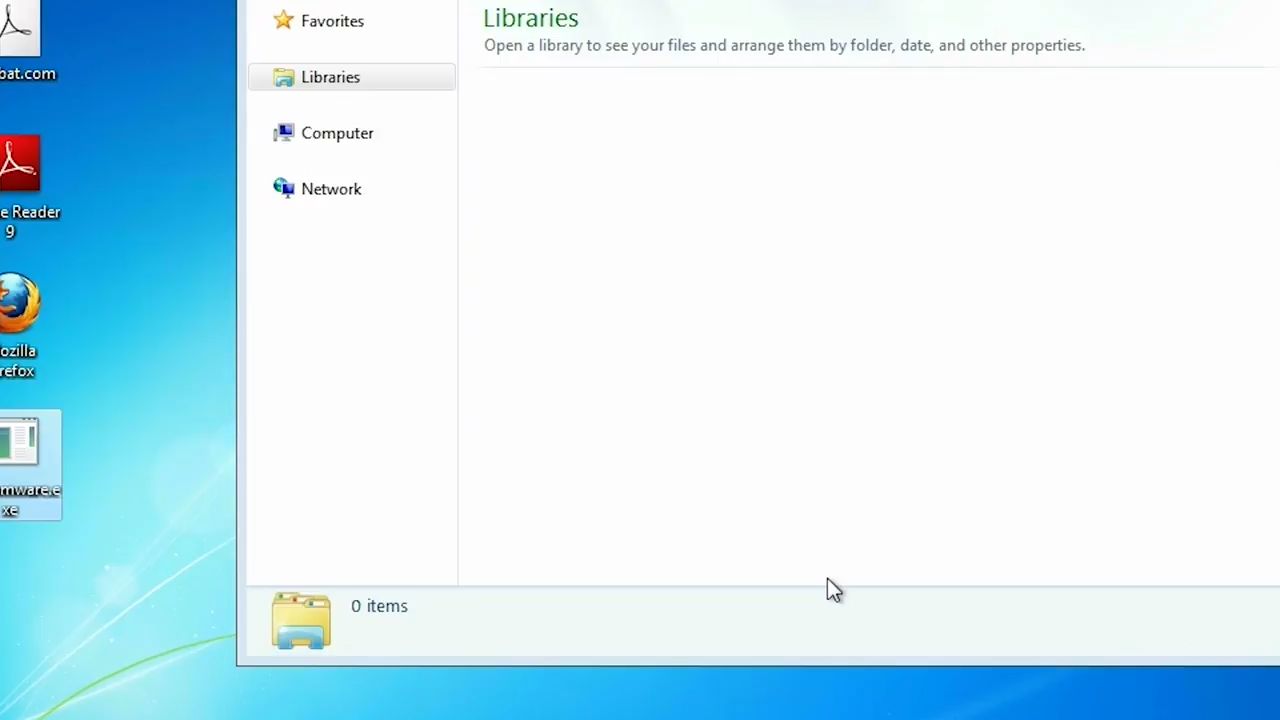 Favorites
Libraries
Computer
Network
Libraries
Open a library to see your files and arrange them by folder, date, and other properties.
bat.com
e Reader
9
ozilla
refox
mware.e
xe
0 items